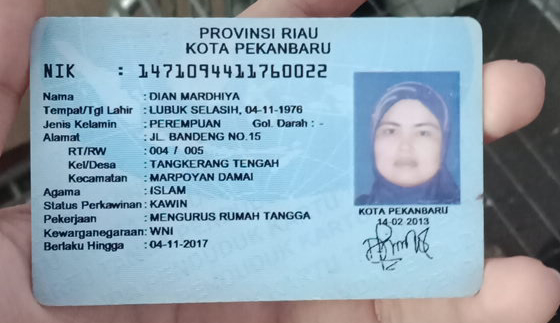 PROVINSI RIAU
KOTA PEKANBARU
NIK : 1471094411760022
Nama : DIAN MARDHIYA
Tempat/Tgl Lahir : LUBUK SELASIH, 04-11-1976
Jenis Kelamin : PEREMPUAN Gol. Darah : -
Alamat : JL. BANDENG NO.15
RT/RW : 004 / 005
Kel/Desa : TANGKERANG TENGAH
Kecamatan : MARPOYAN DAMAI
Agama : ISLAM
Status Perkawinan : KAWIN
Pekerjaan : MENGURUS RUMAH TANGGA
Kewarganegaraan : WNI
Berlaku Hingga : 04-11-2017
KOTA PEKANBARU
14-02 2013